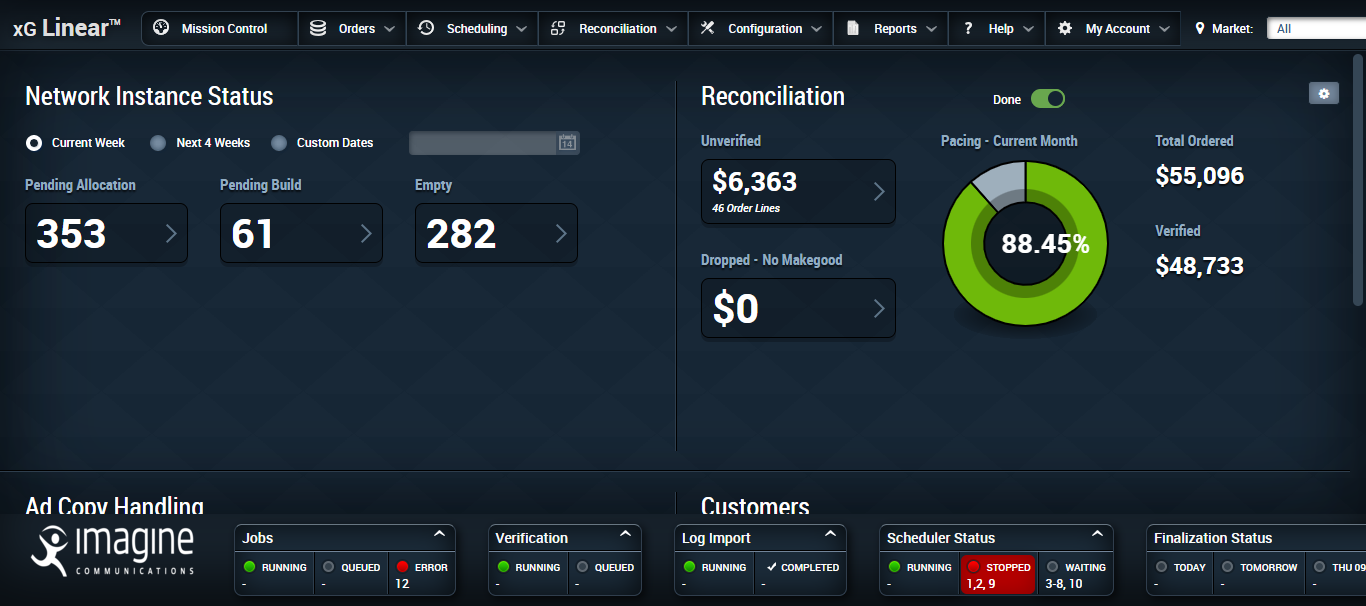 xG Linear™
Mission Control
Orders
Scheduling
Reconciliation
Configuration
Reports
? Help
My Account
Market:
All
Network Instance Status
Current Week
Next 4 Weeks
Custom Dates
14
Pending Allocation
353
Pending Build
61
Empty
282
Reconciliation
Done
Unverified
$6,363
46 Order Lines
Dropped - No Makegood
$0
Pacing - Current Month
88.45%
Total Ordered
$55,096
Verified
$48,733
Ad Copy Handling
Customers
imagine
COMMUNICATIONS
Jobs
RUNNING
-
QUEUED
-
ERROR
12
Verification
RUNNING
-
QUEUED
-
Log Import
RUNNING
-
COMPLETED
-
Scheduler Status
RUNNING
-
STOPPED
1,2, 9
WAITING
3-8, 10
Finalization Status
TODAY
-
TOMORROW
-
THU 09
-